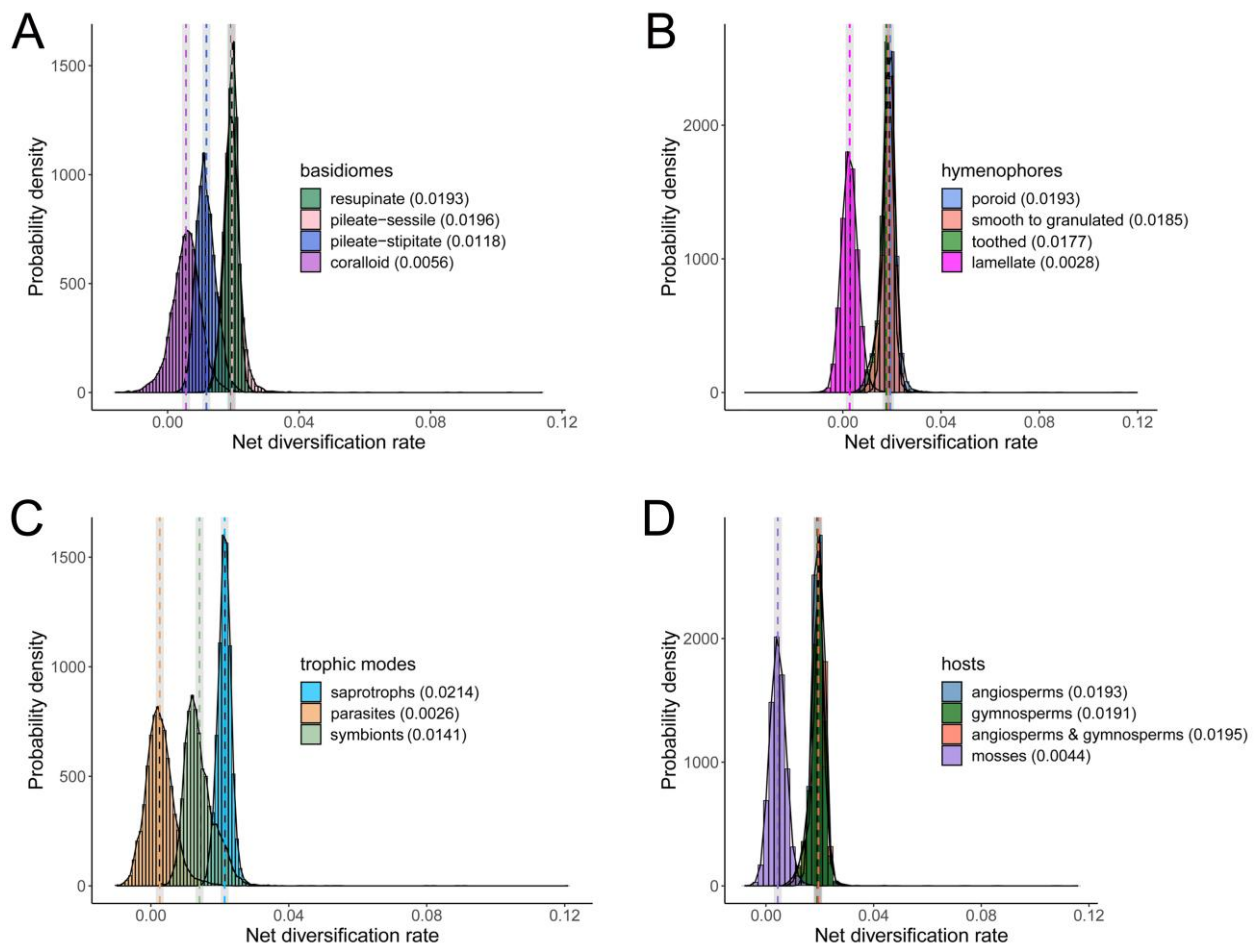 A
Probability density
1500
1000
500
0
0.00
0.04
0.08
0.12
Net diversification rate
basidiomes
resupinate (0.0193)
pileate−sessile (0.0196)
pileate−stipitate (0.0118)
coralloid (0.0056)
B
Probability density
2000
1000
0
0.00
0.04
0.08
0.12
Net diversification rate
hymenophores
poroid (0.0193)
smooth to granulated (0.0185)
toothed (0.0177)
lamellate (0.0028)
C
Probability density
1500
1000
500
0
0.00
0.04
0.08
0.12
Net diversification rate
trophic modes
saprotrophs (0.0214)
parasites (0.0026)
symbionts (0.0141)
D
Probability density
2000
1000
0
0.00
0.04
0.08
0.12
Net diversification rate
hosts
angiosperms (0.0193)
gymnosperms (0.0191)
angiosperms & gymnosperms (0.0195)
mosses (0.0044)